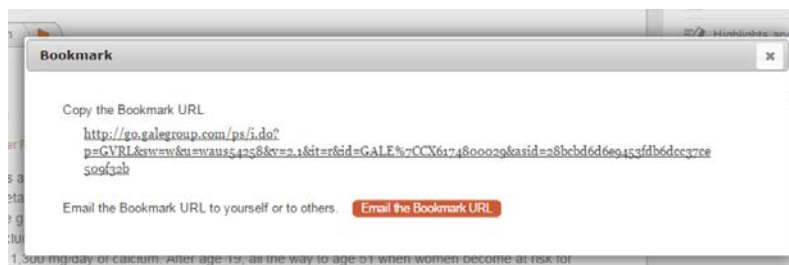 Highlights and
Bookmark
Copy the Bookmark URL
http://go.galegroup.com/ps/i.do?
p=GVRL&sw=w&u=waus54258&v=2.1&it=r&id=GALE%7CCX6174800029&asid=28bcbd6d6e9453fdb6dcc37ce
509f32b
Email the Bookmark URL to yourself or to others. Email the Bookmark URL
1,300 mg/day of calcium. After age 19, all the way to age 51 when women become at risk for